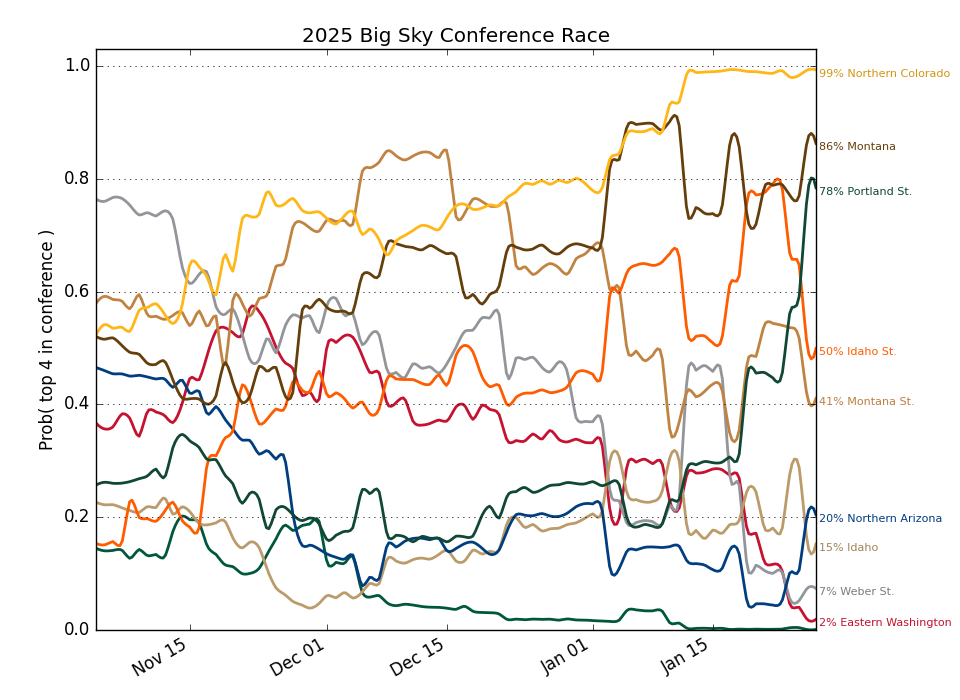 2025 Big Sky Conference Race
Prob( top 4 in conference )
1.0
0.8
0.6
0.4
0.2
0.0
Nov 15
Dec 01
Dec 15
Jan 01
Jan 15
99% Northern Colorado
86% Montana
78% Portland St.
50% Idaho St.
41% Montana St.
20% Northern Arizona
15% Idaho
7% Weber St.
2% Eastern Washington